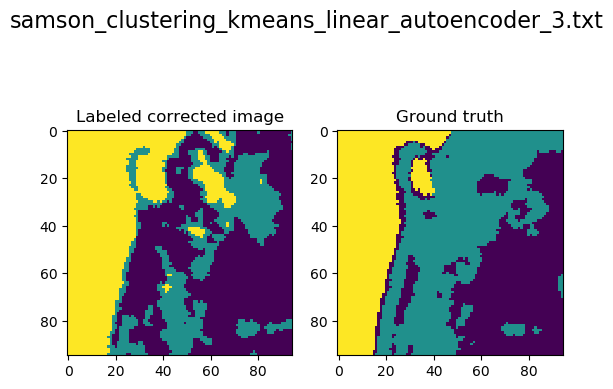 samson_clustering_kmeans_linear_autoencoder_3.txt
Labeled corrected image
Ground truth
0
20
40
60
80
0 20 40 60 80
0
20
40
60
80
0 20 40 60 80